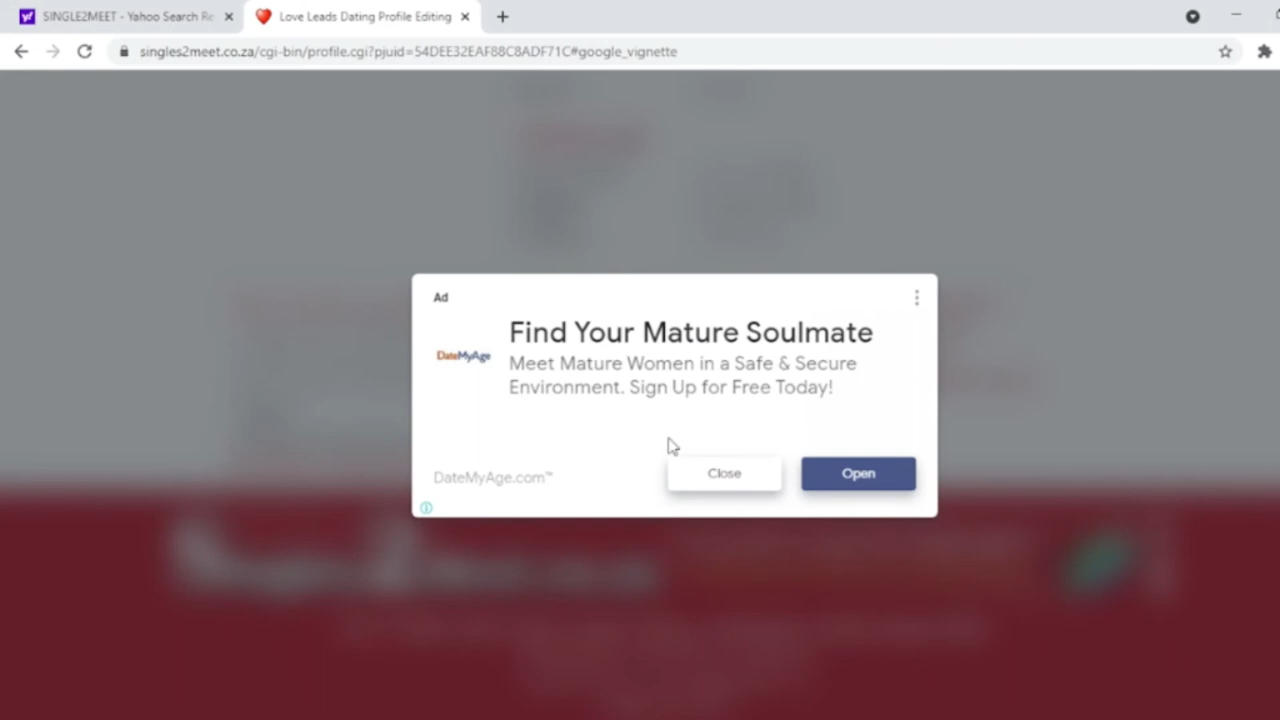 SINGLE2MEET - Yahoo Search Re
Love Leads Dating Profile Editing
singles2meet.co.za/cgi-bin/profile.cgi?pjuid=54DEE32EAF88C8ADF71C#google_vignette
Ad
Find Your Mature Soulmate
DateMyAge
Meet Mature Women in a Safe & Secure
Environment. Sign Up for Free Today!
DateMyAge.com™
Close
Open